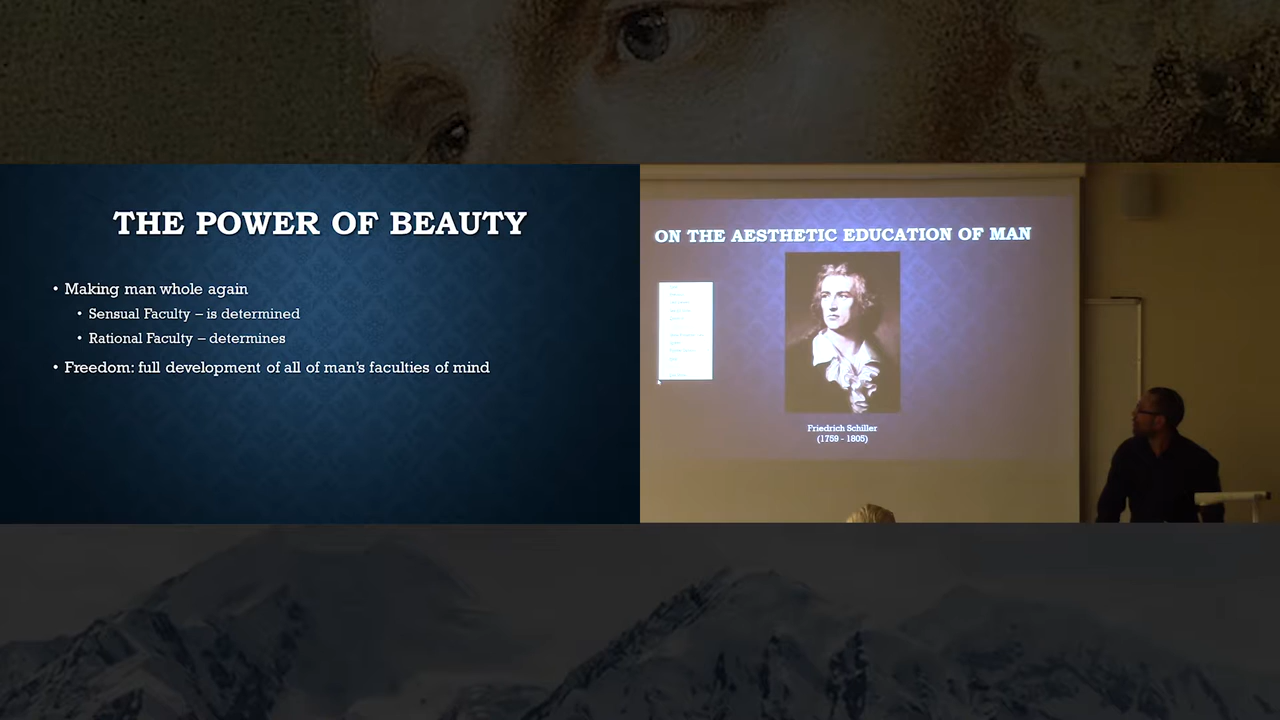 THE POWER OF BEAUTY
• Making man whole again
• Sensual Faculty – is determined
• Rational Faculty – determines
• Freedom: full development of all of man's faculties of mind
ON THE AESTHETIC EDUCATION OF MAN
Friedrich Schiller
(1759 - 1805)